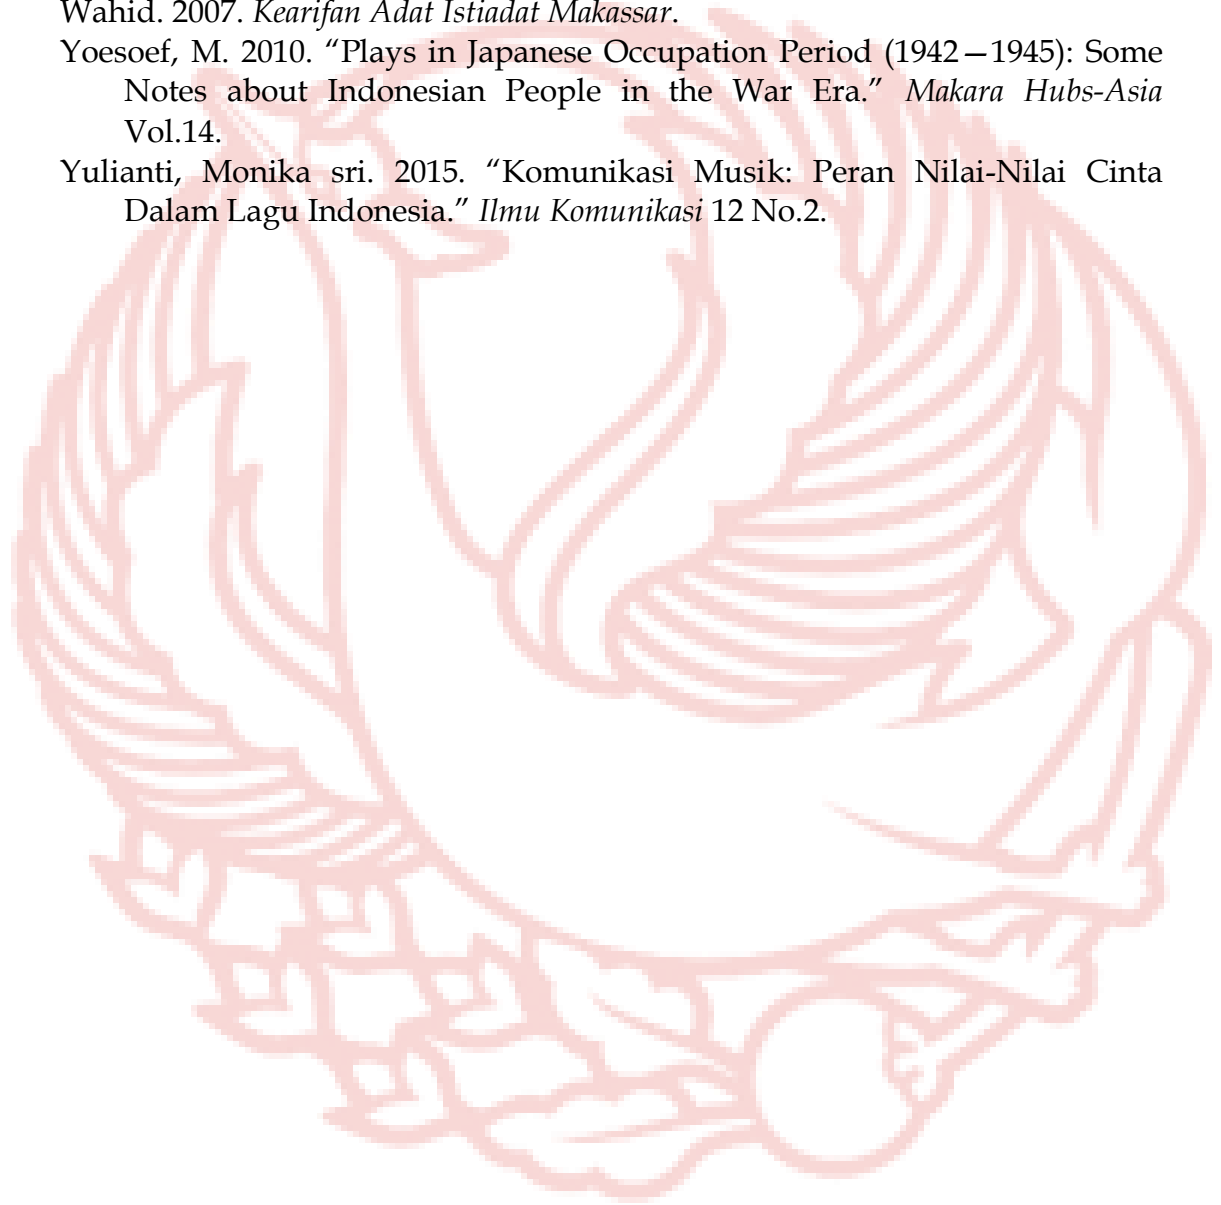 Wahid. 2007. Kearifan Adat Istiadat Makassar.
Yoesoef, M. 2010. “Plays in Japanese Occupation Period (1942—1945): Some
Notes about Indonesian People in the War Era.” Makara Hubs-Asia
Vol.14.
Yulianti, Monika sri. 2015. “Komunikasi Musik: Peran Nilai-Nilai Cinta
Dalam Lagu Indonesia.” Ilmu Komunikasi 12 No.2.